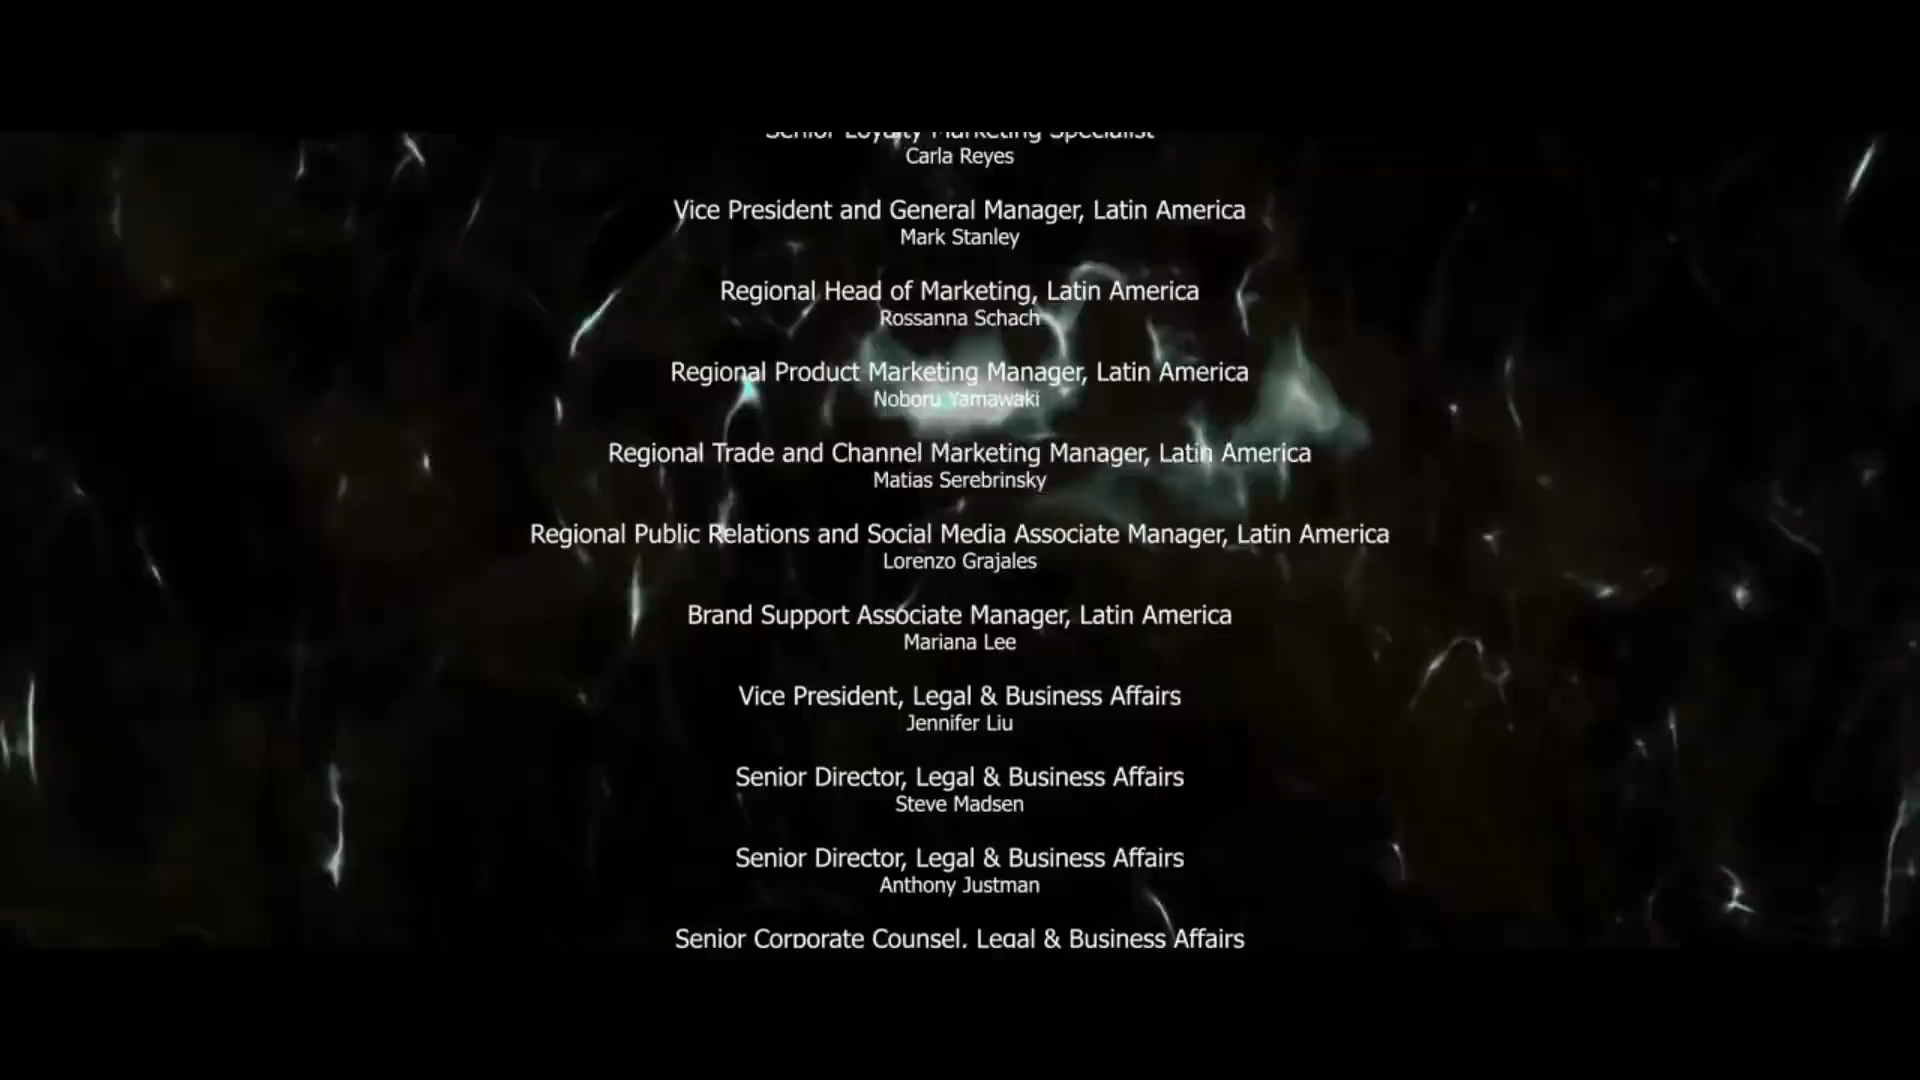 Senior Loyalty Marketing Specialist
Carla Reyes
Vice President and General Manager, Latin America
Mark Stanley
Regional Head of Marketing, Latin America
Rossanna Schach
Regional Product Marketing Manager, Latin America
Noboru Yamawaki
Regional Trade and Channel Marketing Manager, Latin America
Matias Serebrinsky
Regional Public Relations and Social Media Associate Manager, Latin America
Lorenzo Grajales
Brand Support Associate Manager, Latin America
Mariana Lee
Vice President, Legal & Business Affairs
Jennifer Liu
Senior Director, Legal & Business Affairs
Steve Madsen
Senior Director, Legal & Business Affairs
Anthony Justman
Senior Corporate Counsel, Legal & Business Affairs